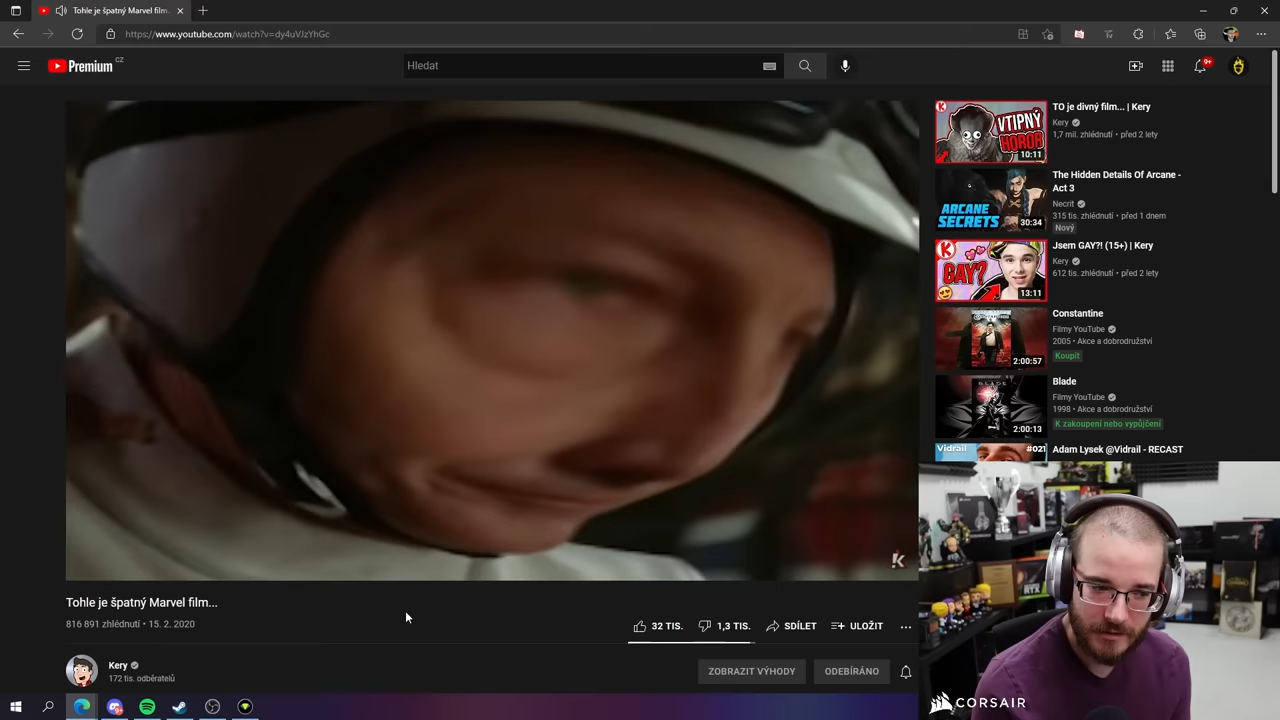 Tohle je špatný Marvel film...
https://www.youtube.com/watch?v=dy4uVJzYhGc
Premium CZ
Hledat
9+
VTIPNÝ
HOROR
10:11
TO je divný film... | Kery
Kery
1,7 mil. zhlédnutí • před 2 lety
ARCANE
SECRETS
30:34
The Hidden Details Of Arcane -
Act 3
Necrit
315 tis. zhlédnutí • před 1 dnem
Nový
GAY?
13:11
Jsem GAY?! (15+) | Kery
Kery
612 tis. zhlédnutí • před 2 lety
2:00:57
Constantine
Filmy YouTube
2005 • Akce a dobrodružství
Koupit
BLADE
2:00:13
Blade
Filmy YouTube
1998 • Akce a dobrodružství
K zakoupení nebo vypůjčení
Vidrail
#021
Adam Lysek @Vidrail - RECAST
Tohle je špatný Marvel film...
816 891 zhlédnutí • 15. 2. 2020
32 TIS.
1,3 TIS.
SDÍLET
ULOŽIT
Kery
172 tis. odběratelů
ZOBRAZIT VÝHODY
ODEBÍRÁNO
RTX
CORSAIR